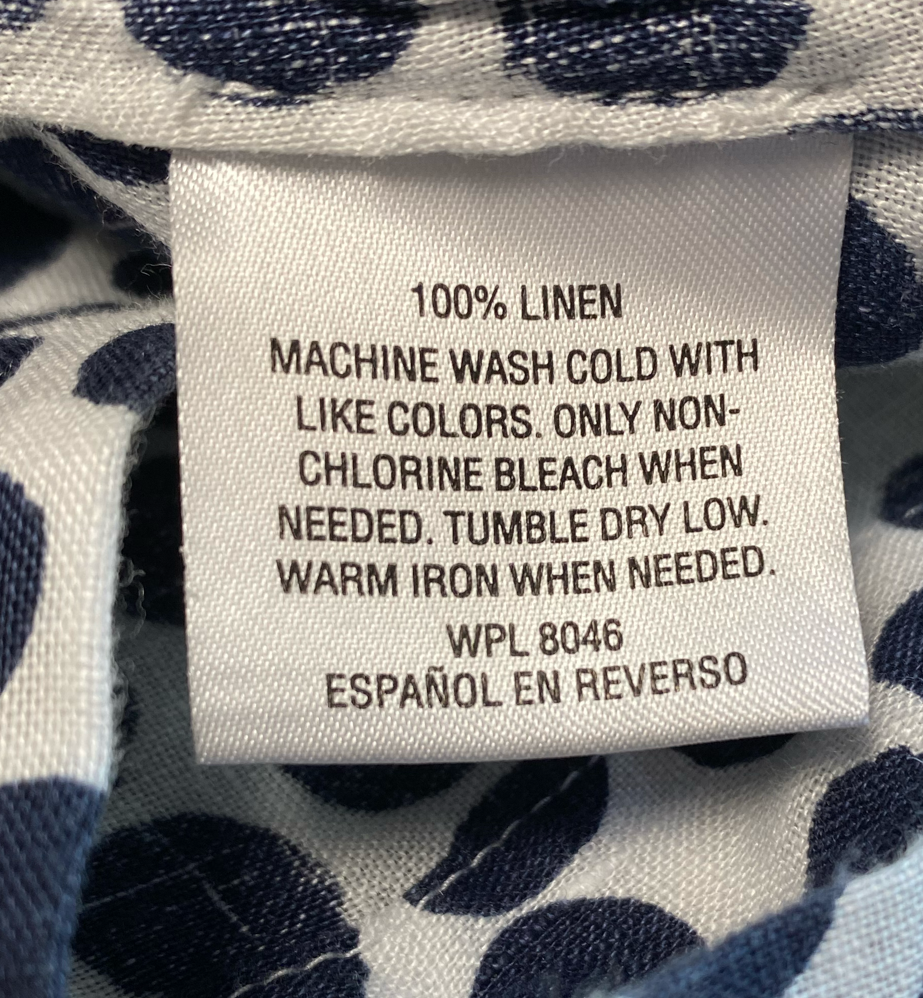 100% LINEN
MACHINE WASH COLD WITH
LIKE COLORS. ONLY NON-
CHLORINE BLEACH WHEN
NEEDED. TUMBLE DRY LOW.
WARM IRON WHEN NEEDED.
WPL 8046
ESPAÑOL EN REVERSO